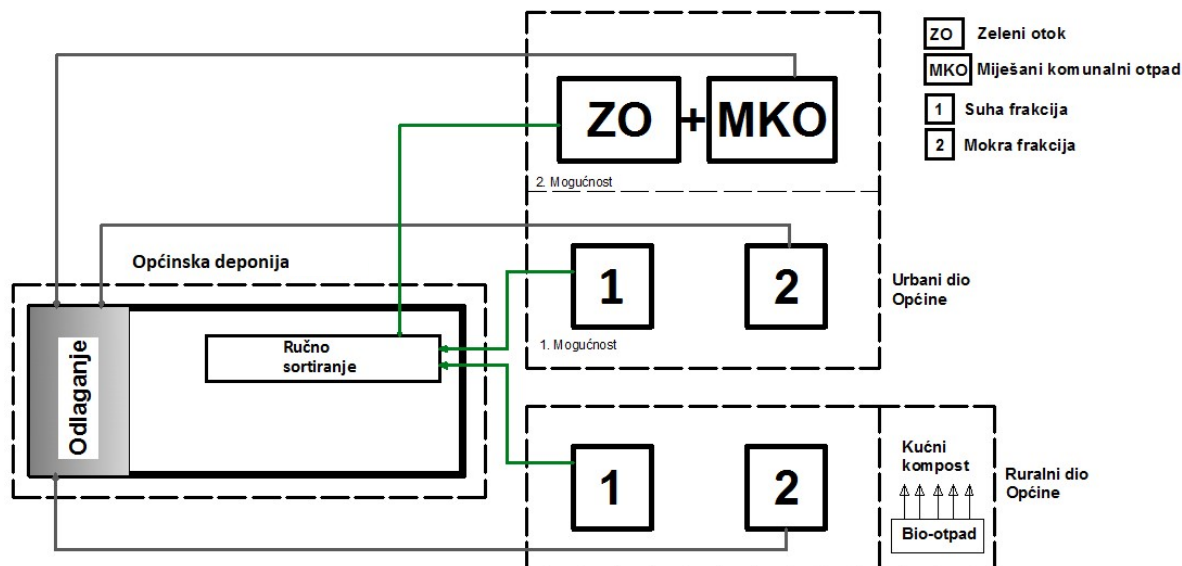 ZO + MKO
2. Mogućnost
1 2
1. Mogućnost
Urbani dio
Općine
ZO Zeleni otok
MKO Miješani komunalni otpad
1 Suha frakcija
2 Mokra frakcija
Općinska deponija
Odlaganje
Ručno
sortiranje
1 2
Kućni
kompost
Bio-otpad
Ruralni dio
Općine